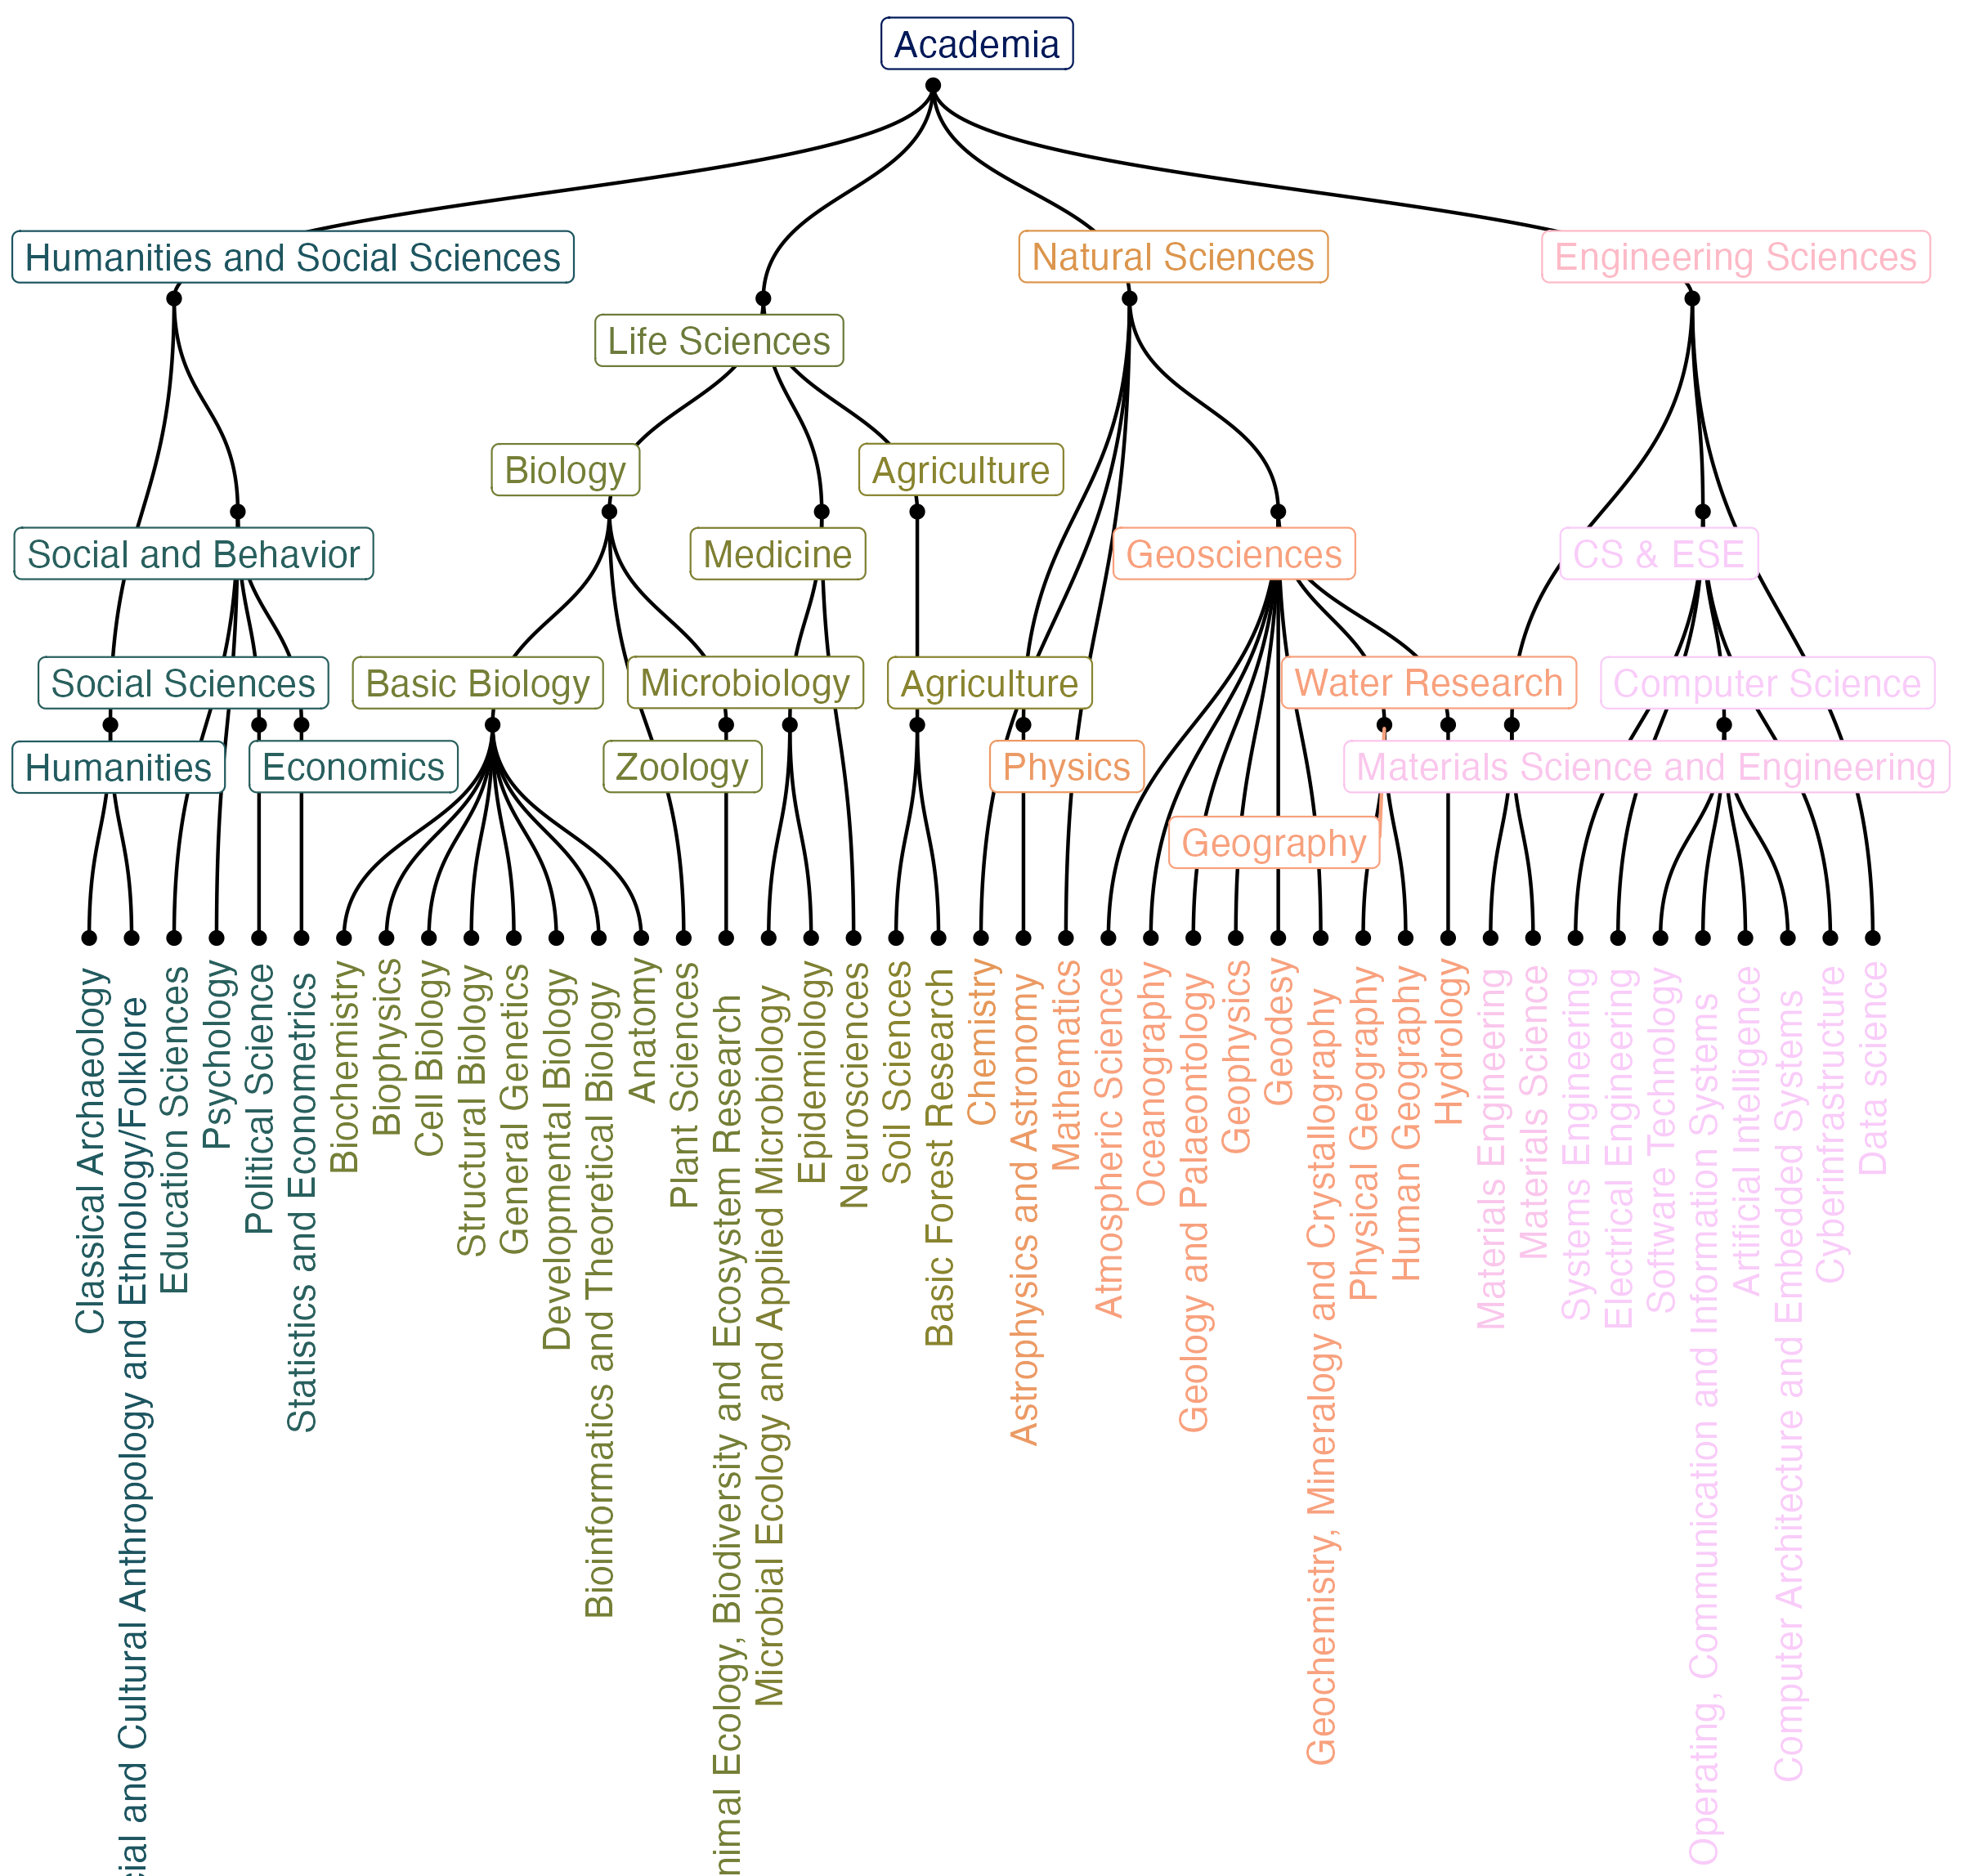 Academia
Humanities and Social Sciences
Natural Sciences
Engineering Sciences
Life Sciences
Biology
Agriculture
Social and Behavior
Medicine
Geosciences
CS & ESE
Social Sciences
Basic Biology
Microbiology
Agriculture
Water Research
Computer Science
Humanities
Economics
Zoology
Physics
Materials Science and Engineering
Geography
Classical Archaeology
and Cultural Anthropology and Ethnology/Folklore
Education Sciences
Psychology
Political Science
Statistics and Econometrics
Biochemistry
Biophysics
Cell Biology
Structural Biology
General Genetics
Developmental Biology
Bioinformatics and Theoretical Biology
Anatomy
Plant Sciences
Ecology, Biodiversity and Ecosystem Research
Microbial Ecology and Applied Microbiology
Epidemiology
Neurosciences
Soil Sciences
Basic Forest Research
Chemistry
Astrophysics and Astronomy
Mathematics
Atmospheric Science
Oceanography
Geology and Palaeontology
Geophysics
Geodesy
Geochemistry, Mineralogy and Crystallography
Physical Geography
Human Geography
Hydrology
Materials Engineering
Materials Science
Systems Engineering
Electrical Engineering
Software Technology
Operating, Communication and Information Systems
Artificial Intelligence
Computer Architecture and Embedded Systems
Cyberinfrastructure
Data science